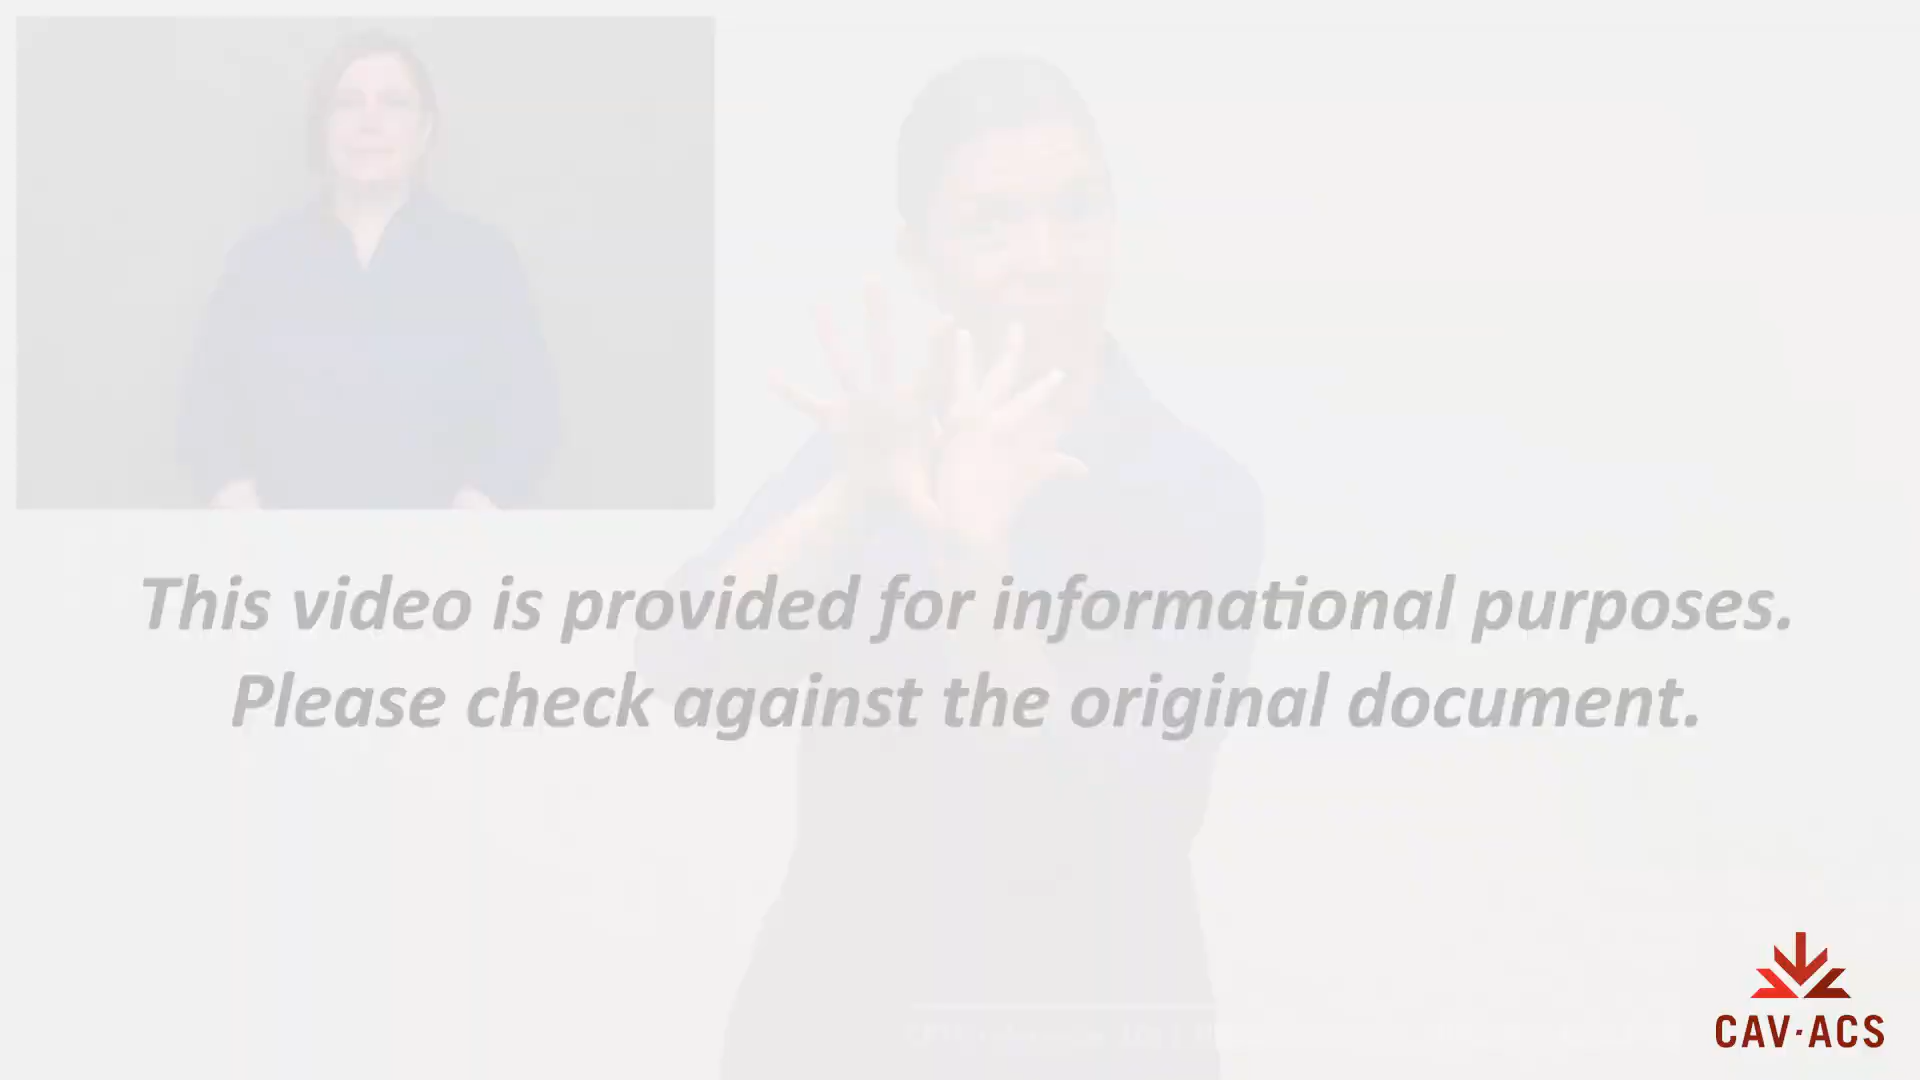 This video is provided for informational purposes.
Please check against the original document.
CAV·ACS